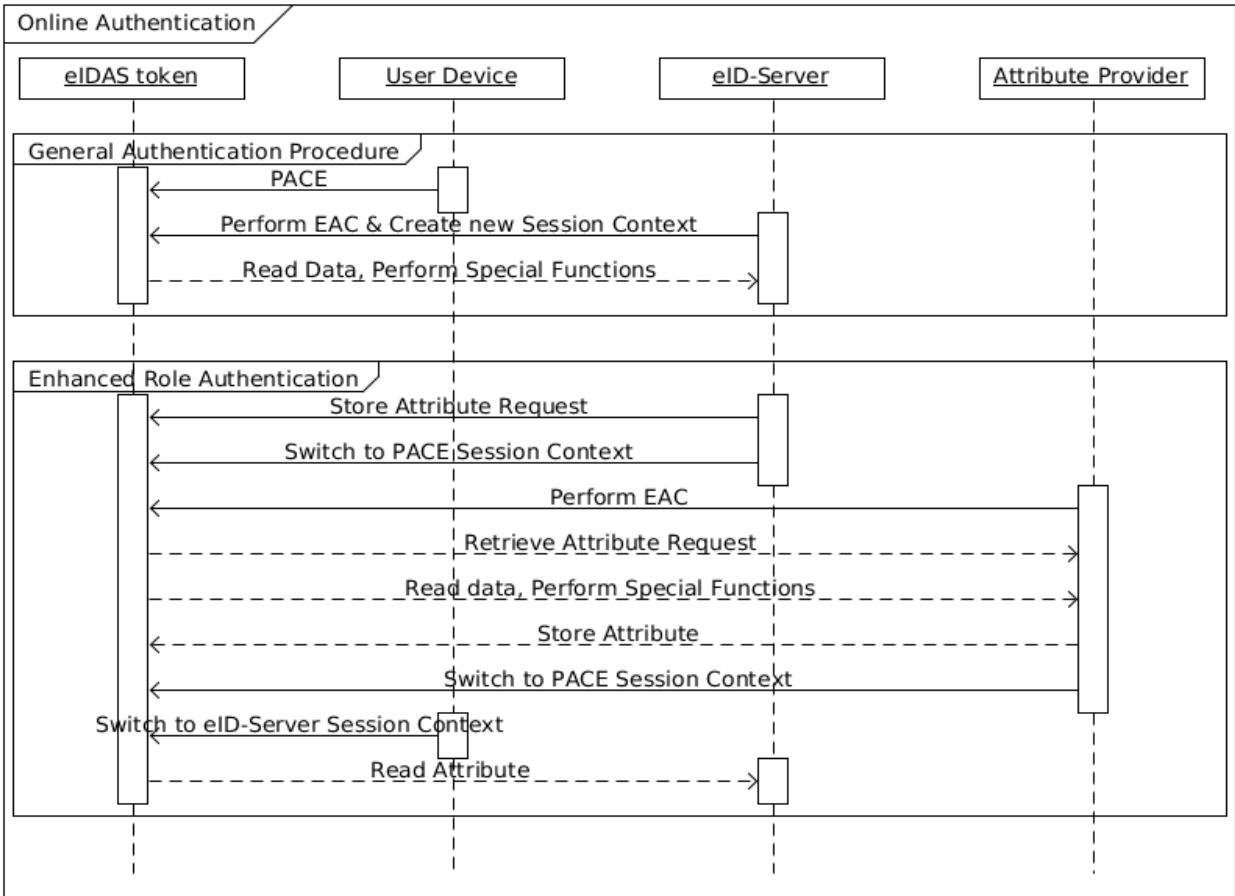 Online Authentication
eIDAS token
User Device
eID-Server
Attribute Provider
General Authentication Procedure
PACE
Perform EAC & Create new Session Context
Read Data, Perform Special Functions
Enhanced Role Authentication
Store Attribute Request
Switch to PACE Session Context
Perform EAC
Retrieve Attribute Request
Read data, Perform Special Functions
Store Attribute
Switch to PACE Session Context
Switch to eID-Server Session Context
Read Attribute